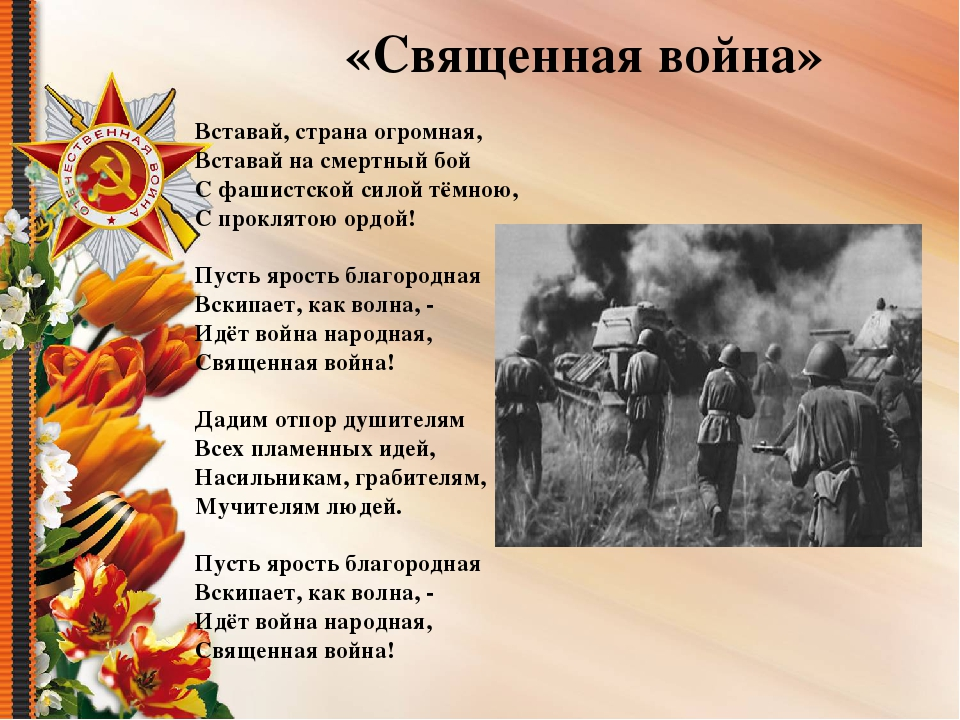 «Священная война»
Вставай, страна огромная,
Вставай на смертный бой
С фашистской силой тёмною,
С проклятою ордой!
Пусть ярость благородная
Вскипает, как волна, -
Идёт война народная,
Священная война!
Дадим отпор душителям
Всех пламенных идей,
Насильникам, грабителям,
Мучителям людей.
Пусть ярость благородная
Вскипает, как волна, -
Идёт война народная,
Священная война!
ОТЕЧЕСТВЕННАЯ ВОЙНА